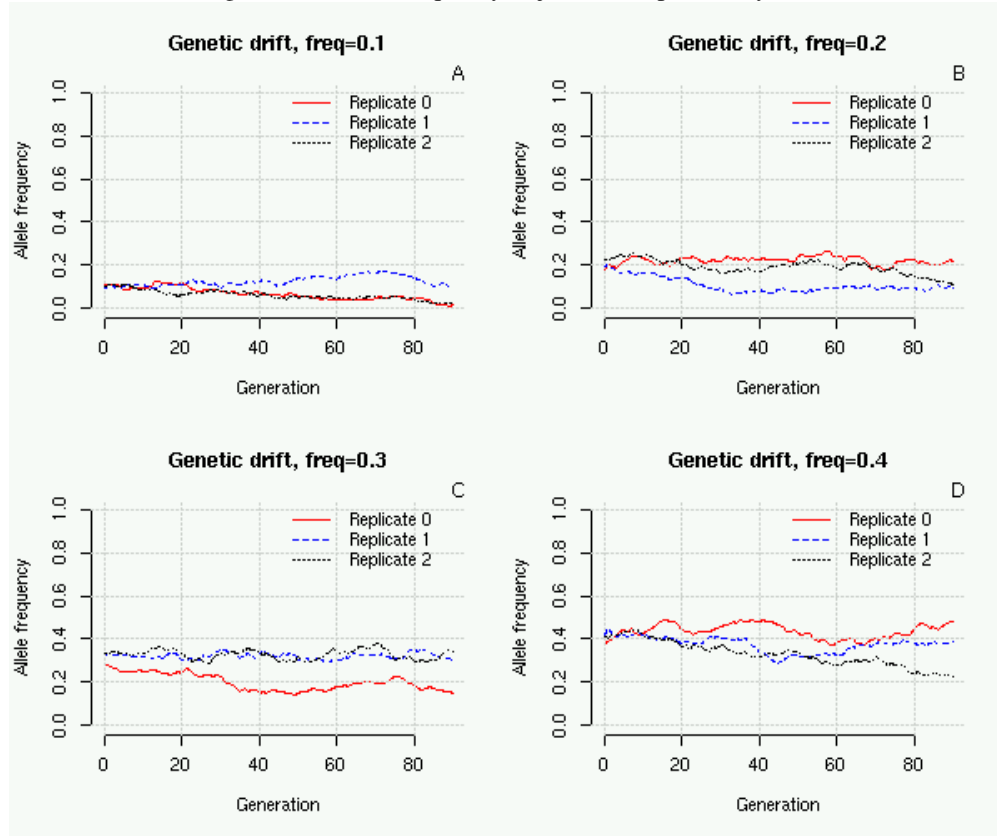 Genetic drift, freq=0.1
A
Replicate 0
Replicate 1
Replicate 2
Allele frequency
0.0 0.2 0.4 0.6 0.8 1.0
0 20 40 60 80
Generation
Genetic drift, freq=0.2
B
Replicate 0
Replicate 1
Replicate 2
Allele frequency
0.0 0.2 0.4 0.6 0.8 1.0
0 20 40 60 80
Generation
Genetic drift, freq=0.3
C
Replicate 0
Replicate 1
Replicate 2
Allele frequency
0.0 0.2 0.4 0.6 0.8 1.0
0 20 40 60 80
Generation
Genetic drift, freq=0.4
D
Replicate 0
Replicate 1
Replicate 2
Allele frequency
0.0 0.2 0.4 0.6 0.8 1.0
0 20 40 60 80
Generation